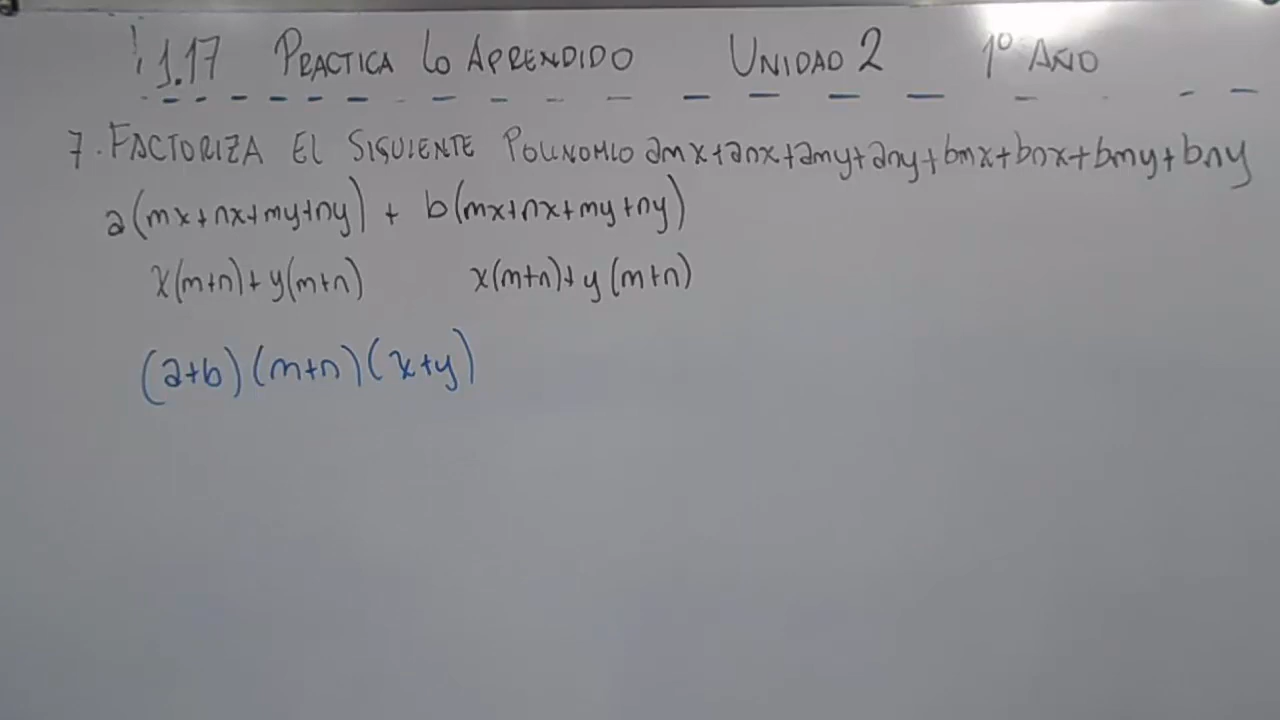 1.17 PRACTICA LO APRENDIDO UNIDAD 2 1º AÑO
7. FACTORIZA EL SIGUIENTE POLINOMIO amx+anx+amy+any+bmx+bnx+bmy+bny
a(mx+nx+my+ny) + b(mx+nx+my+ny)
x(m+n)+y(m+n) x(m+n)+y(m+n)
(a+b)(m+n)(x+y)